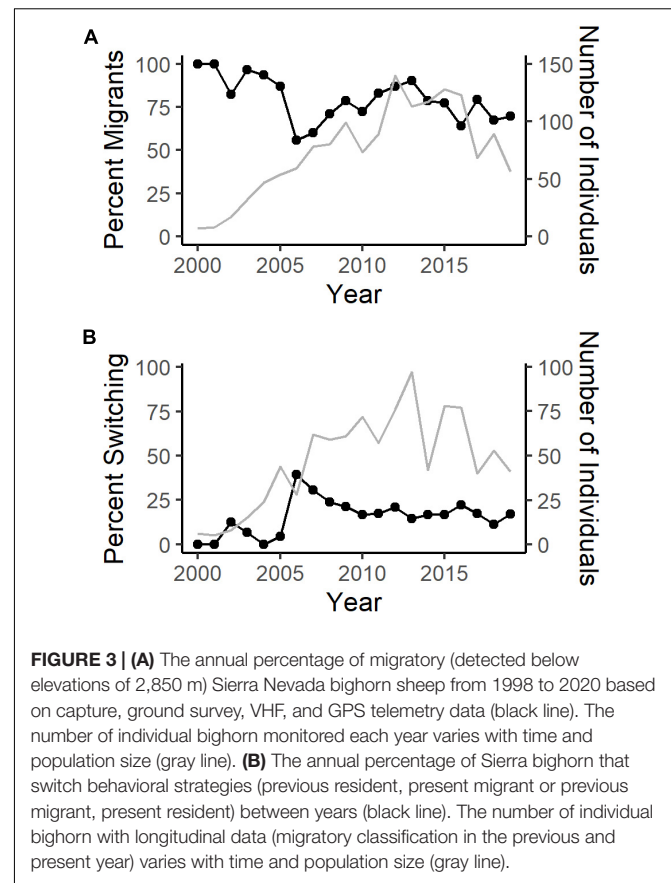 A
Percent Migrants
Number of Indivduals
100
75
50
25
0
150
100
50
0
2000
2005
2010
2015
Year
B
Percent Switching
Number of Individuals
100
75
50
25
0
100
75
50
25
0
2000
2005
2010
2015
Year
FIGURE 3 | (A) The annual percentage of migratory (detected below
elevations of 2,850 m) Sierra Nevada bighorn sheep from 1998 to 2020 based
on capture, ground survey, VHF, and GPS telemetry data (black line). The
number of individual bighorn monitored each year varies with time and
population size (gray line). (B) The annual percentage of Sierra bighorn that
switch behavioral strategies (previous resident, present migrant or previous
migrant, present resident) between years (black line). The number of individual
bighorn with longitudinal data (migratory classification in the previous and
present year) varies with time and population size (gray line).